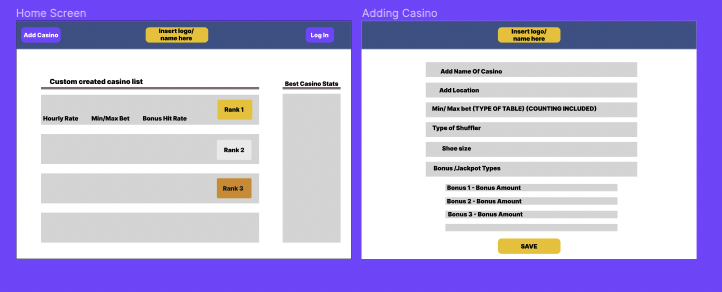 Home Screen
Add Casino
Insert logo/
name here
Log In
Custom created casino list
Best Casino Stats
Rank 1
Hourly Rate Min/Max Bet Bonus Hit Rate
Rank 2
Rank 3
Adding Casino
Insert logo/
name here
Add Name Of Casino
Add Location
Min/ Max bet (TYPE OF TABLE) (COUNTING INCLUDED)
Type of Shuffler
Shoe size
Bonus /Jackpot Types
Bonus 1 - Bonus Amount
Bonus 2 - Bonus Amount
Bonus 3 - Bonus Amount
SAVE